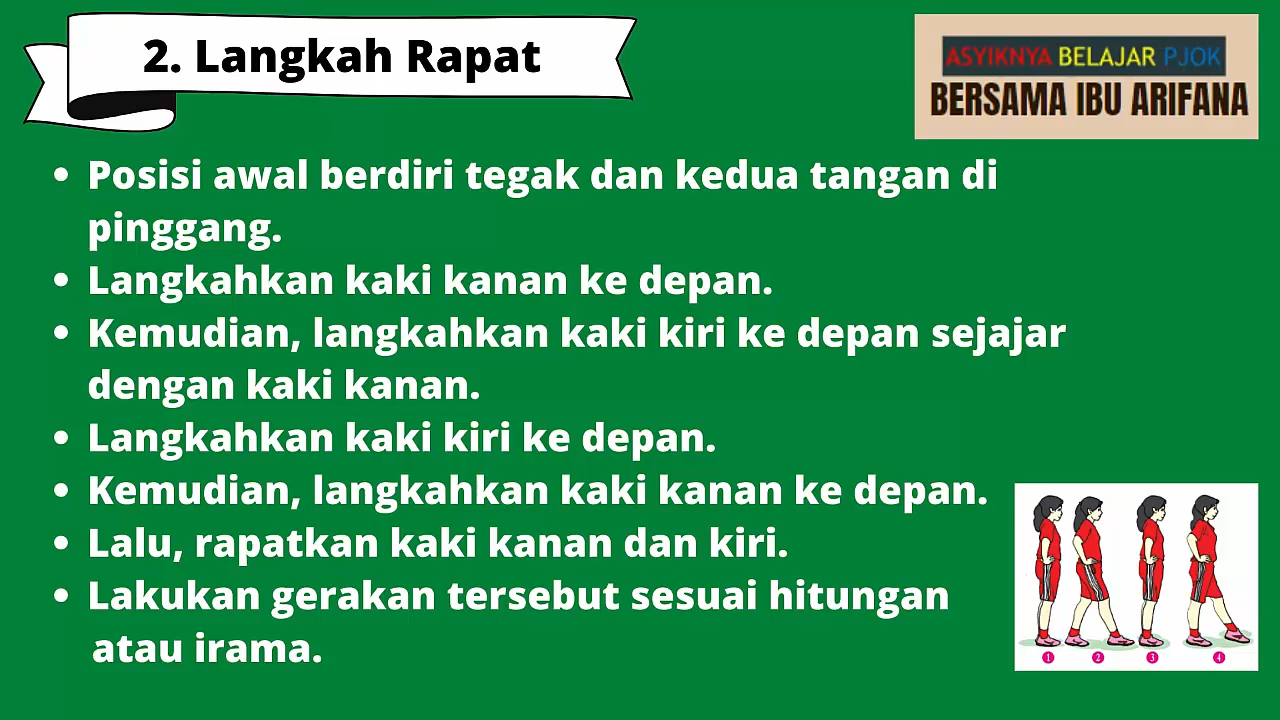 2. Langkah Rapat
ASYIKNYA BELAJAR PJOK
BERSAMA IBU ARIFANA
• Posisi awal berdiri tegak dan kedua tangan di
pinggang.
• Langkahkan kaki kanan ke depan.
• Kemudian, langkahkan kaki kiri ke depan sejajar
dengan kaki kanan.
• Langkahkan kaki kiri ke depan.
• Kemudian, langkahkan kaki kanan ke depan.
• Lalu, rapatkan kaki kanan dan kiri.
• Lakukan gerakan tersebut sesuai hitungan
atau irama.
1 2 3 4